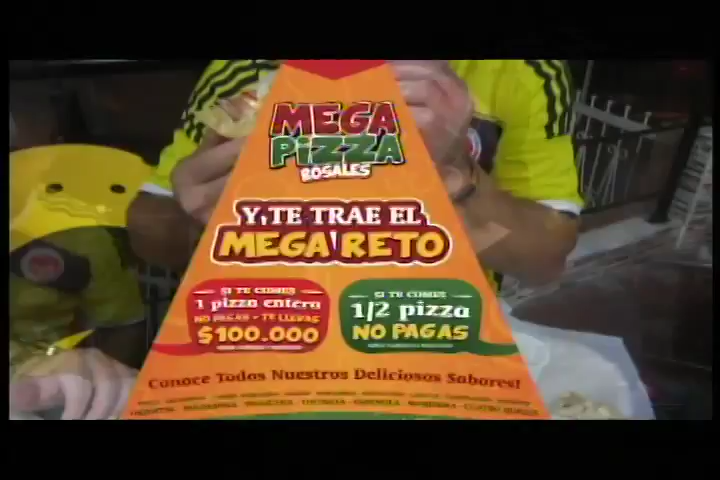 MEGA
PIZZA
ROSALES
Y TE TRAE EL
MEGA RETO
SI TE COMES
1 pizza entera
NO PAGAS - TE LLEVAS
$100.000
SI TE COMES
1/2 pizza
NO PAGAS
Conoce Todos Nuestros Deliciosos Sabores!